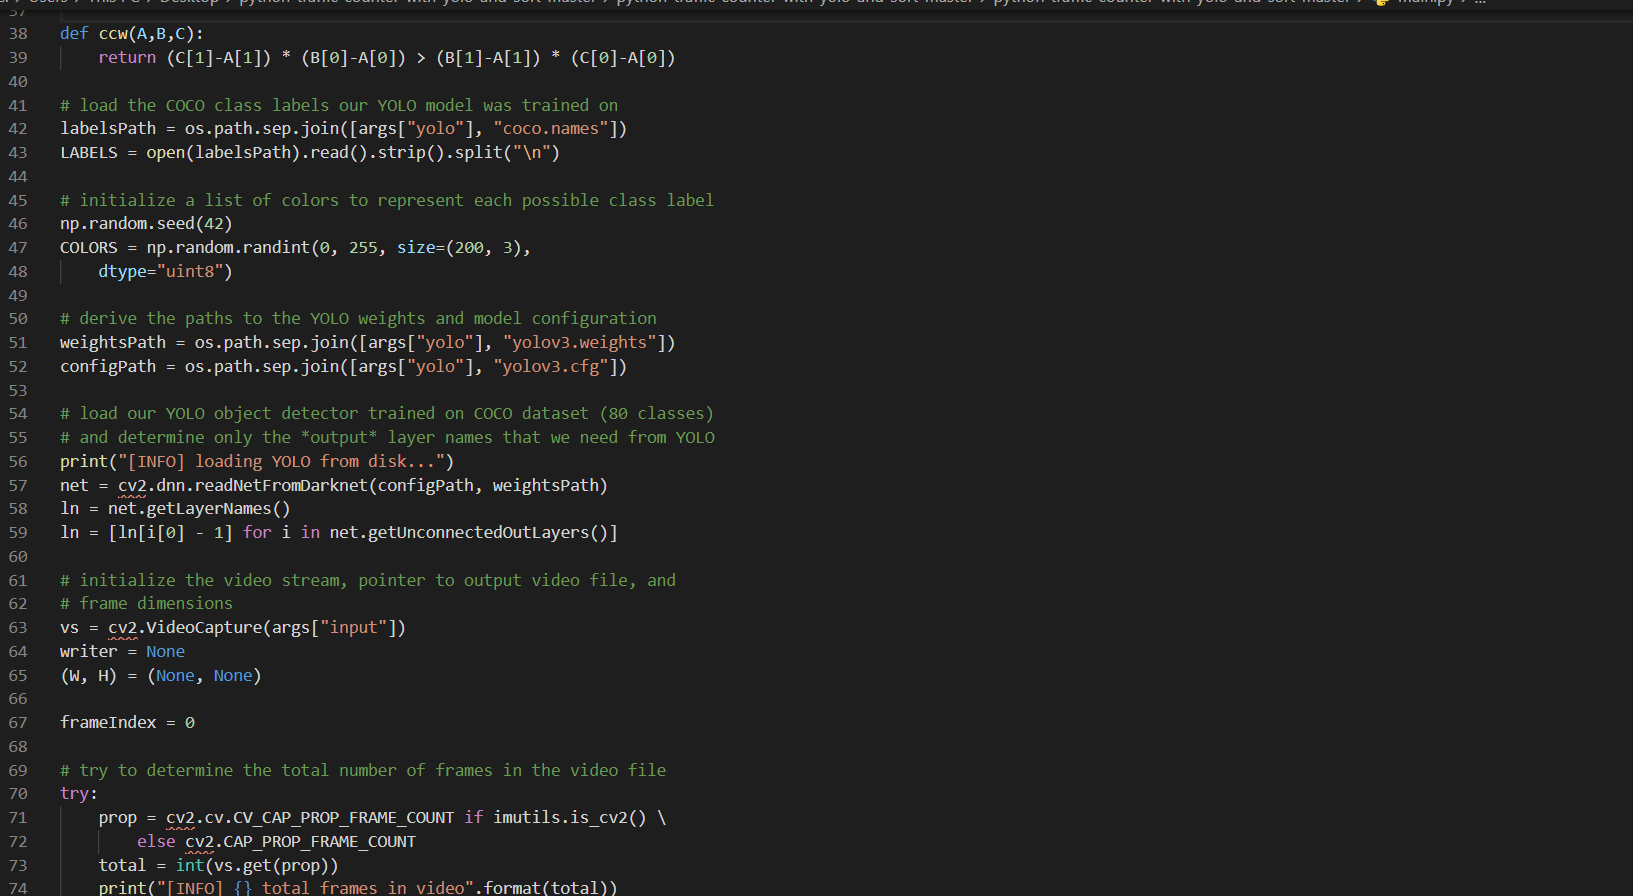 38 def ccw(A,B,C):
39     return (C[1]-A[1]) * (B[0]-A[0]) > (B[1]-A[1]) * (C[0]-A[0])
40
41 # load the COCO class labels our YOLO model was trained on
42 labelsPath = os.path.sep.join([args["yolo"], "coco.names"])
43 LABELS = open(labelsPath).read().strip().split("\n")
44
45 # initialize a list of colors to represent each possible class label
46 np.random.seed(42)
47 COLORS = np.random.randint(0, 255, size=(200, 3),
48     dtype="uint8")
49
50 # derive the paths to the YOLO weights and model configuration
51 weightsPath = os.path.sep.join([args["yolo"], "yolov3.weights"])
52 configPath = os.path.sep.join([args["yolo"], "yolov3.cfg"])
53
54 # load our YOLO object detector trained on COCO dataset (80 classes)
55 # and determine only the *output* layer names that we need from YOLO
56 print("[INFO] loading YOLO from disk...")
57 net = cv2.dnn.readNetFromDarknet(configPath, weightsPath)
58 ln = net.getLayerNames()
59 ln = [ln[i[0] - 1] for i in net.getUnconnectedOutLayers()]
60
61 # initialize the video stream, pointer to output video file, and
62 # frame dimensions
63 vs = cv2.VideoCapture(args["input"])
64 writer = None
65 (W, H) = (None, None)
66
67 frameIndex = 0
68
69 # try to determine the total number of frames in the video file
70 try:
71     prop = cv2.cv.CV_CAP_PROP_FRAME_COUNT if imutils.is_cv2() \
72         else cv2.CAP_PROP_FRAME_COUNT
73     total = int(vs.get(prop))
74     print("[INFO] {} total frames in video".format(total))